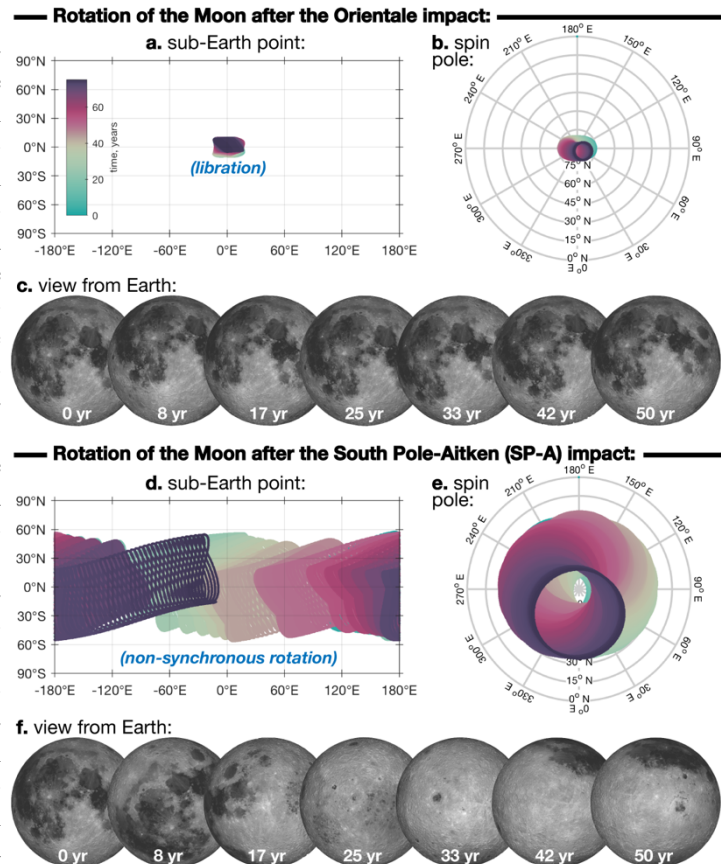 Rotation of the Moon after the Orientale impact:
a. sub-Earth point:
90°N
60°N
30°N
0°N
30°S
60°S
90°S
60
40
20
0
time, years
(libration)
-180°E -120°E -60°E 0°E 60°E 120°E 180°E
b. spin
pole:
180° E
150° E
120° E
90° E
60° E
30° E
0° E
330° E
300° E
270° E
240° E
210° E
75° N
60° N
45° N
30° N
15° N
0° N
c. view from Earth:
0 yr 8 yr 17 yr 25 yr 33 yr 42 yr 50 yr
Rotation of the Moon after the South Pole-Aitken (SP-A) impact:
d. sub-Earth point:
90°N
60°N
30°N
0°N
30°S
60°S
90°S
(non-synchronous rotation)
-180°E -120°E -60°E 0°E 60°E 120°E 180°E
e. spin
pole:
180° E
150° E
120° E
90° E
60° E
30° E
0° E
330° E
300° E
270° E
240° E
210° E
30° N
15° N
0° N
f. view from Earth:
0 yr 8 yr 17 yr 25 yr 33 yr 42 yr 50 yr